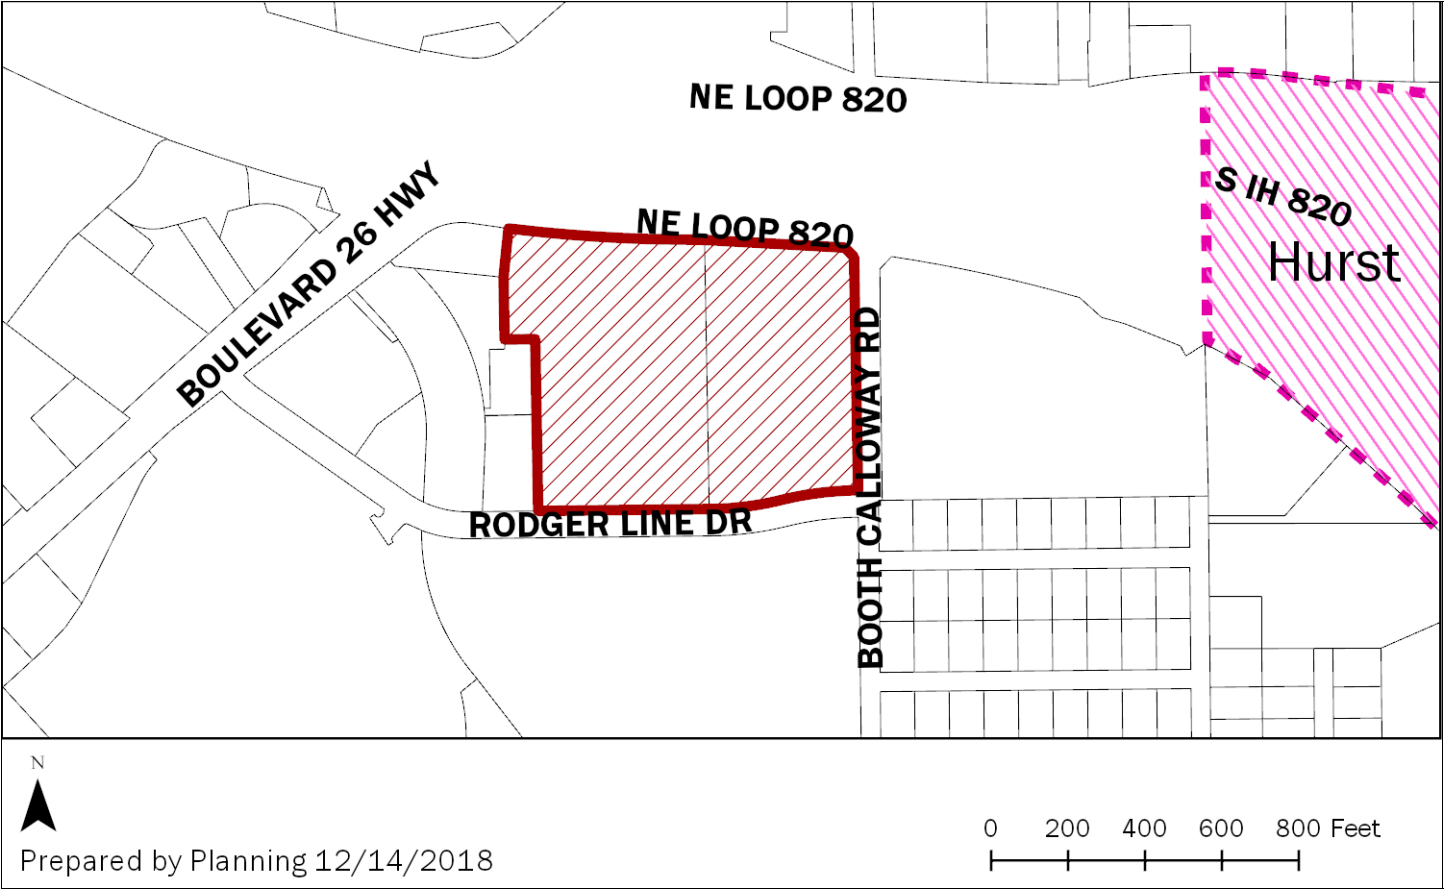 NE LOOP 820
BOULEVARD 26 HWY
S IH 820
NE LOOP 820
Hurst
BOOTH CALLOWAY RD
RODGER LINE DR
N
0 200 400 600 800 Feet
Prepared by Planning 12/14/2018